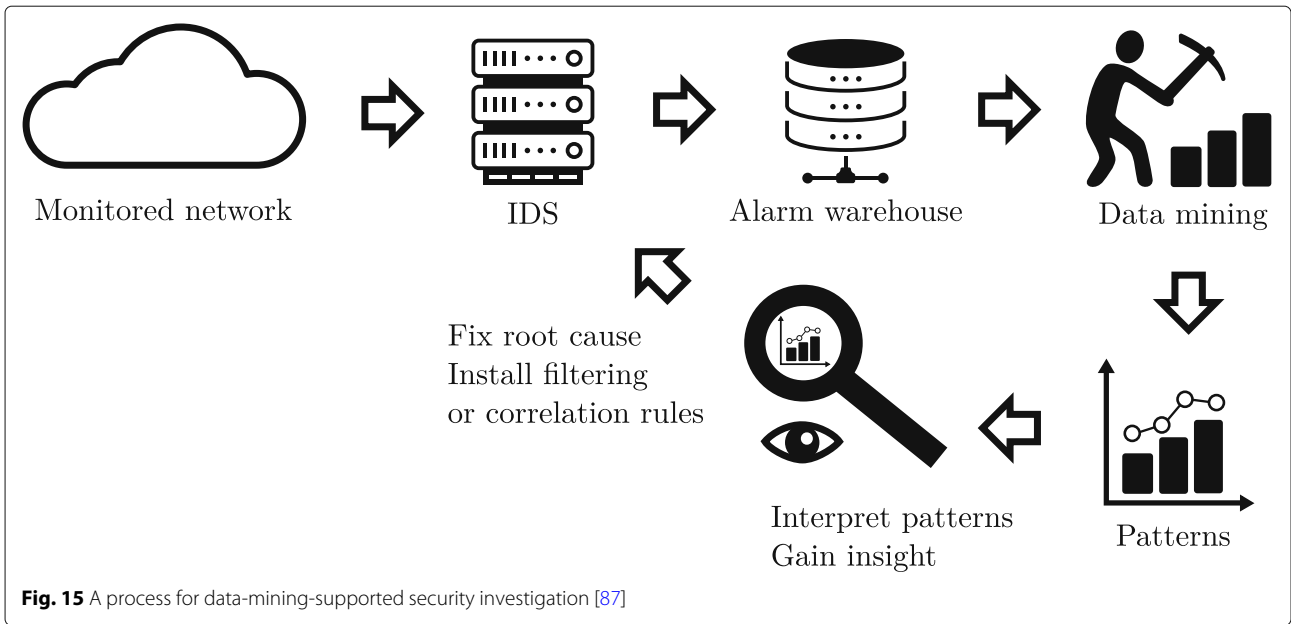 Monitored network
IDS
Alarm warehouse
Data mining
Fix root cause
Install filtering
or correlation rules
Interpret patterns
Gain insight
Patterns
Fig. 15 A process for data-mining-supported security investigation [87]